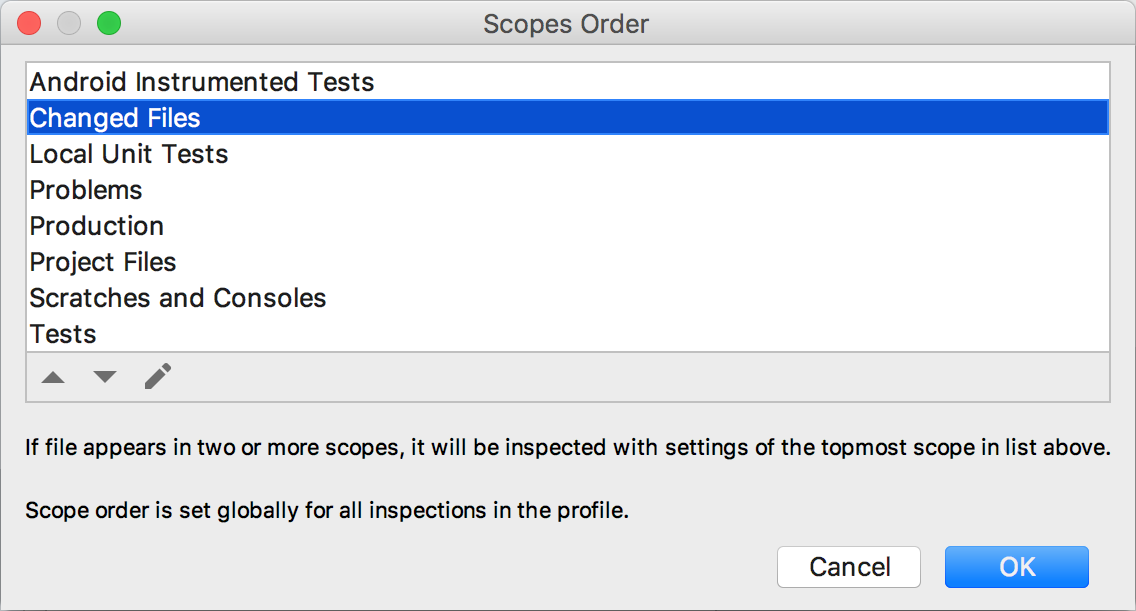 Scopes Order
Android Instrumented Tests
Changed Files
Local Unit Tests
Problems
Production
Project Files
Scratches and Consoles
Tests
If file appears in two or more scopes, it will be inspected with settings of the topmost scope in list above.
Scope order is set globally for all inspections in the profile.
Cancel OK